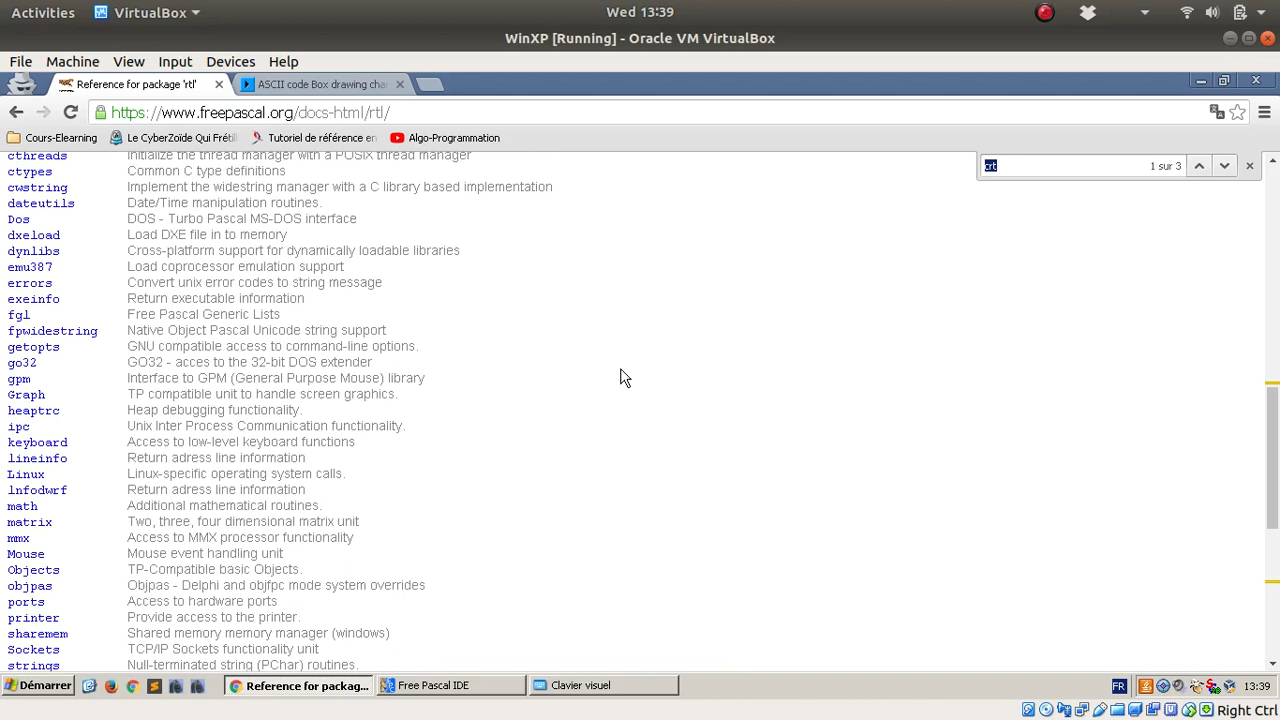 Activities VirtualBox Wed 13:39
WinXP [Running] - Oracle VM VirtualBox
File Machine View Input Devices Help
Reference for package 'rtl' ASCII code Box drawing cha
https://www.freepascal.org/docs-html/rtl/
Cours-Elearning Le CyberZoïde Qui Frétil Tutoriel de référence en Algo-Programmation
crt 1 sur 3
cthreads Initialize the thread manager with a POSIX thread manager
ctypes Common C type definitions.
cwstring Implement the widestring manager with a C library based implementation
dateutils Date/Time manipulation routines.
Dos DOS - Turbo Pascal MS-DOS interface
dxeload Load DXE file in to memory
dynlibs Cross-platform support for dynamically loadable libraries
emu387 Load coprocessor emulation support
errors Convert unix error codes to string message
exeinfo Return executable information
fgl Free Pascal Generic Lists
fpwidestring Native Object Pascal Unicode string support
getopts GNU compatible access to command-line options.
go32 GO32 - acces to the 32-bit DOS extender
gpm Interface to GPM (General Purpose Mouse) library
Graph TP compatible unit to handle screen graphics.
heaptrc Heap debugging functionality.
ipc Unix Inter Process Communication functionality.
keyboard Access to low-level keyboard functions
lineinfo Return adress line information
Linux Linux-specific operating system calls.
lnfodwrf Return adress line information
math Additional mathematical routines.
matrix Two, three, four dimensional matrix unit
mmx Access to MMX processor functionality
Mouse Mouse event handling unit
Objects TP-Compatible basic Objects.
objpas Objpas - Delphi and objfpc mode system overrides
ports Access to hardware ports
printer Provide access to the printer.
sharemem Shared memory memory manager (windows)
Sockets TCP/IP Sockets functionality unit
strings Null-terminated string (PChar) routines.
Démarrer Reference for packag... Free Pascal IDE Clavier visuel FR 13:39
Right Ctrl